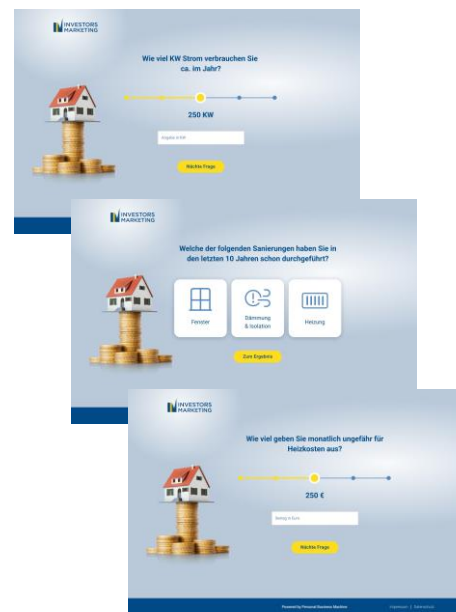 INVESTORS
MARKETING
Wie viel KW Strom verbrauchen Sie
ca. im Jahr?
250 KW
Angabe in KW
Nächste Frage
INVESTORS
MARKETING
Welche der folgenden Sanierungen haben Sie in
den letzten 10 Jahren schon durchgeführt?
Fenster
Dämmung
& Isolation
Heizung
Zum Ergebnis
INVESTORS
MARKETING
Wie viel geben Sie monatlich ungefähr für
Heizkosten aus?
250 €
Betrag in Euro
Nächste Frage
Powered by Personal Business Machine
Impressum | Datenschutz